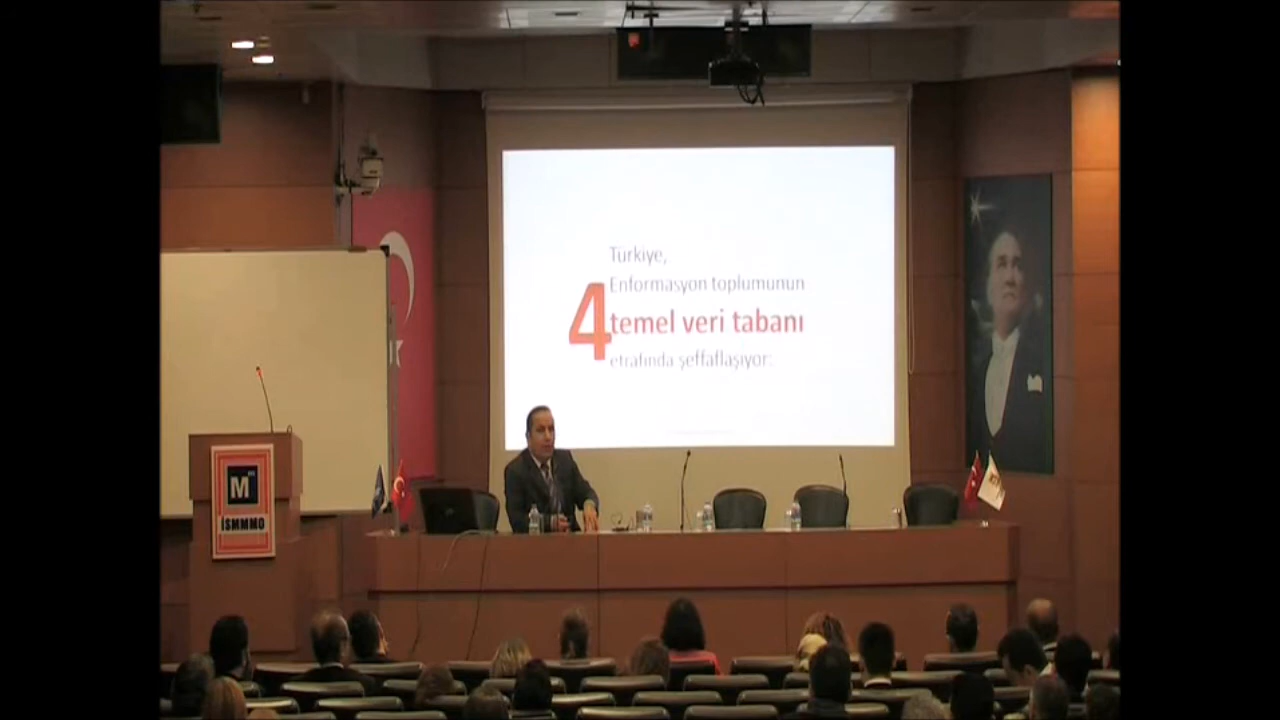 Türkiye,
Enformasyon toplumunun
4 temel veri tabanı
etrafında şeffaflaşıyor:
M
İSMMMO